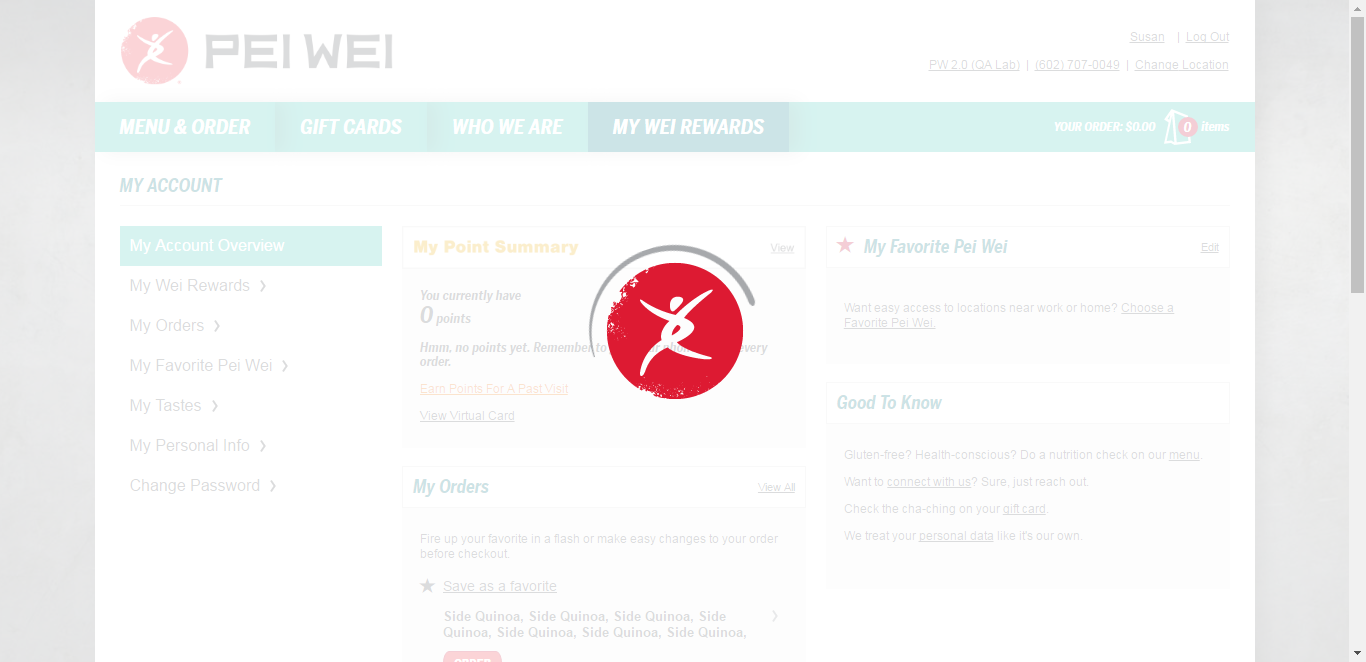 PEI WEI
Susan | Log Out
PW 2.0 (QA Lab) | (602) 707-0049 | Change Location
MENU & ORDER GIFT CARDS WHO WE ARE MY WEI REWARDS YOUR ORDER: $0.00 0 items
MY ACCOUNT
My Account Overview
My Wei Rewards
My Orders
My Favorite Pei Wei
My Tastes
My Personal Info
Change Password
My Point Summary View
You currently have
0 points
Hmm, no points yet. Remember to every
order.
Earn Points For A Past Visit
View Virtual Card
My Orders View All
Fire up your favorite in a flash or make easy changes to your order
before checkout.
Save as a favorite
Side Quinoa, Side Quinoa, Side Quinoa, Side
Quinoa, Side Quinoa, Side Quinoa, Side Quinoa,
ORDER
My Favorite Pei Wei Edit
Want easy access to locations near work or home? Choose a
Favorite Pei Wei.
Good To Know
Gluten-free? Health-conscious? Do a nutrition check on our menu.
Want to connect with us? Sure, just reach out.
Check the cha-ching on your gift card.
We treat your personal data like it's our own.